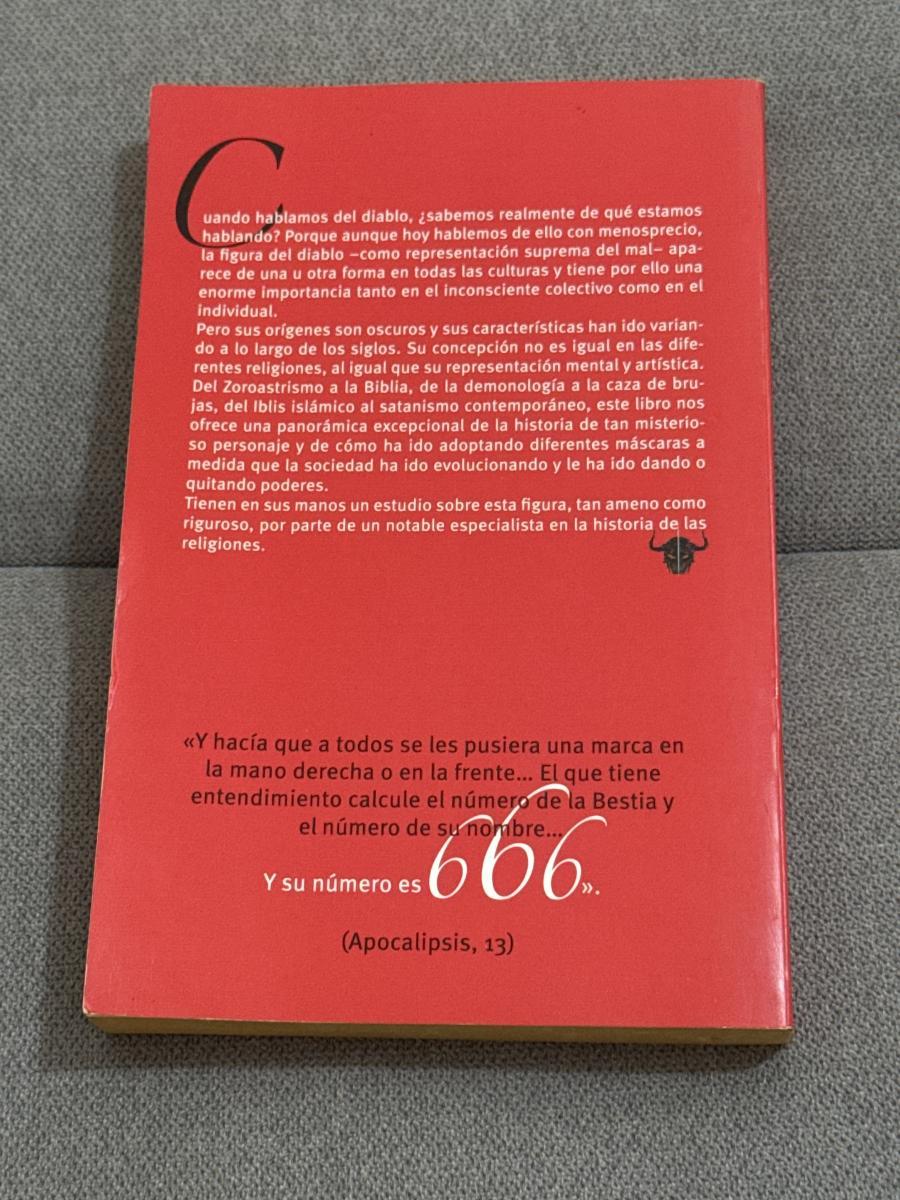 Cuando hablamos del diablo, ¿sabemos realmente de qué estamos
hablando? Porque aunque hoy hablemos de ello con menosprecio,
la figura del diablo –como representación suprema del mal– apa-
rece de una u otra forma en todas las culturas y tiene por ello una
enorme importancia tanto en el inconsciente colectivo como en el
individual.
Pero sus orígenes son oscuros y sus características han ido varian-
do a lo largo de los siglos. Su concepción no es igual en las dife-
rentes religiones, al igual que su representación mental y artística.
Del Zoroastrismo a la Biblia, de la demonología a la caza de bru-
jas, del Iblis islámico al satanismo contemporáneo, este libro nos
ofrece una panorámica excepcional de la historia de tan misterio-
so personaje y de cómo ha ido adoptando diferentes máscaras a
medida que la sociedad ha ido evolucionando y le ha ido dando o
quitando poderes.
Tienen en sus manos un estudio sobre esta figura, tan ameno como
riguroso, por parte de un notable especialista en la historia de las
religiones.
«Y hacía que a todos se les pusiera una marca en
la mano derecha o en la frente... El que tiene
entendimiento calcule el número de la Bestia y
el número de su nombre...
Y su número es 666».
(Apocalipsis, 13)